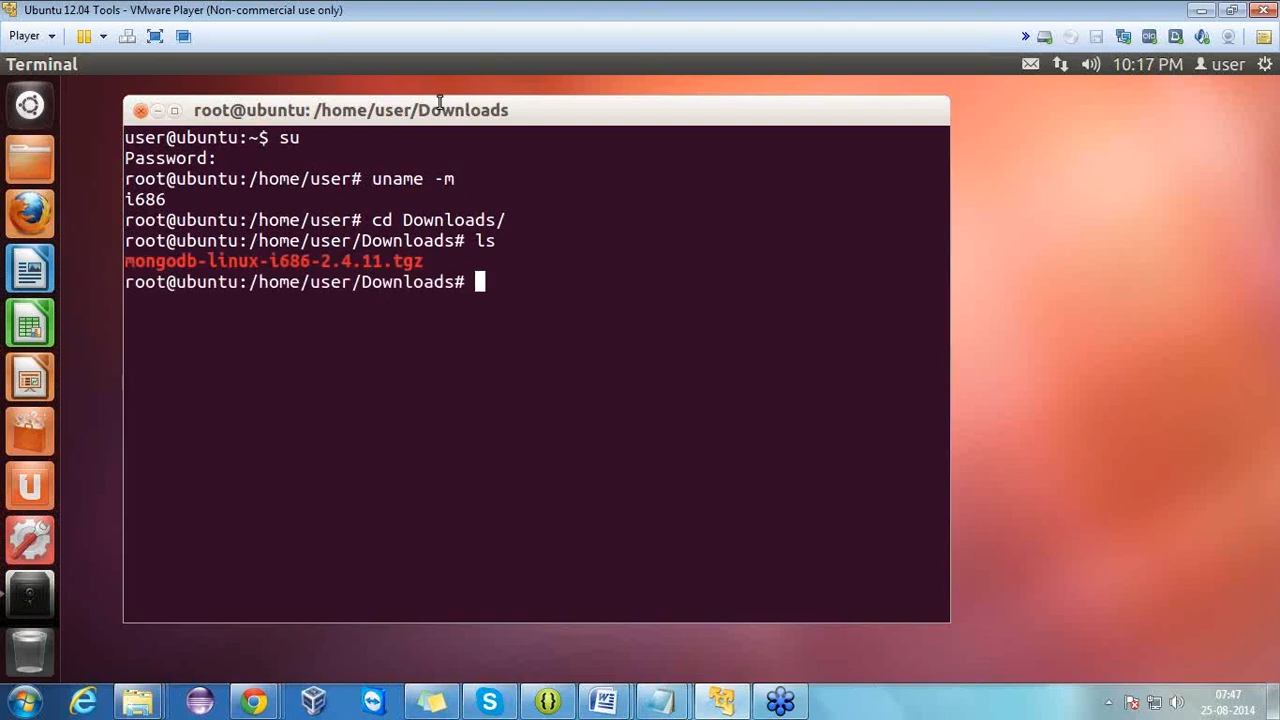 Ubuntu 12.04 Tools - VMware Player (Non-commercial use only)
Player
Terminal
10:17 PM
user
root@ubuntu: /home/user/Downloads
user@ubuntu:~$ su
Password:
root@ubuntu:/home/user# uname -m
i686
root@ubuntu:/home/user# cd Downloads/
root@ubuntu:/home/user/Downloads# ls
mongodb-linux-i686-2.4.11.tgz
root@ubuntu:/home/user/Downloads#
07:47
25-08-2014